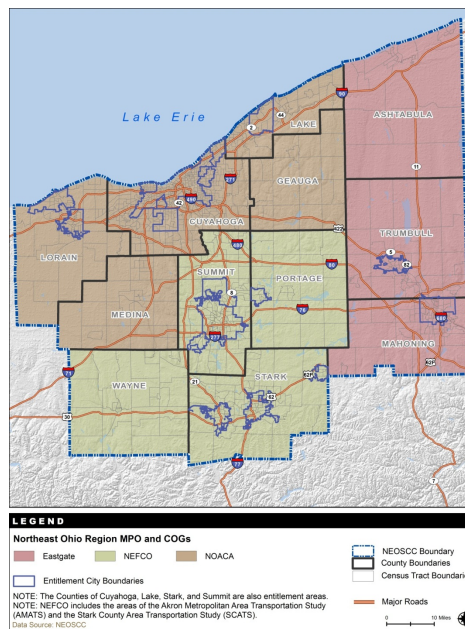 Lake Erie
90
44
ASHTABULA
2
LAKE
271
GEAUGA
11
490
42
CUYAHOGA
422
TRUMBULL
LORAIN
480
5
82
SUMMIT
PORTAGE
80
8
MEDINA
76
680
277
MAHONING
62
71
STARK
21
WAYNE
62
30
77
7
LEGEND
Northeast Ohio Region MPO and COGs
Eastgate NEFCO NOACA
Entitlement City Boundaries
NOTE: The Counties of Cuyahoga, Lake, Stark, and Summit are also entitlement areas.
NOTE: NEFCO includes the areas of the Akron Metropolitan Area Transportation Study
(AMATS) and the Stark County Area Transportation Study (SCATS).
Data Source: NEOSCC
NEOSCC Boundary
County Boundaries
Census Tract Boundaries
Major Roads
0 10 Miles